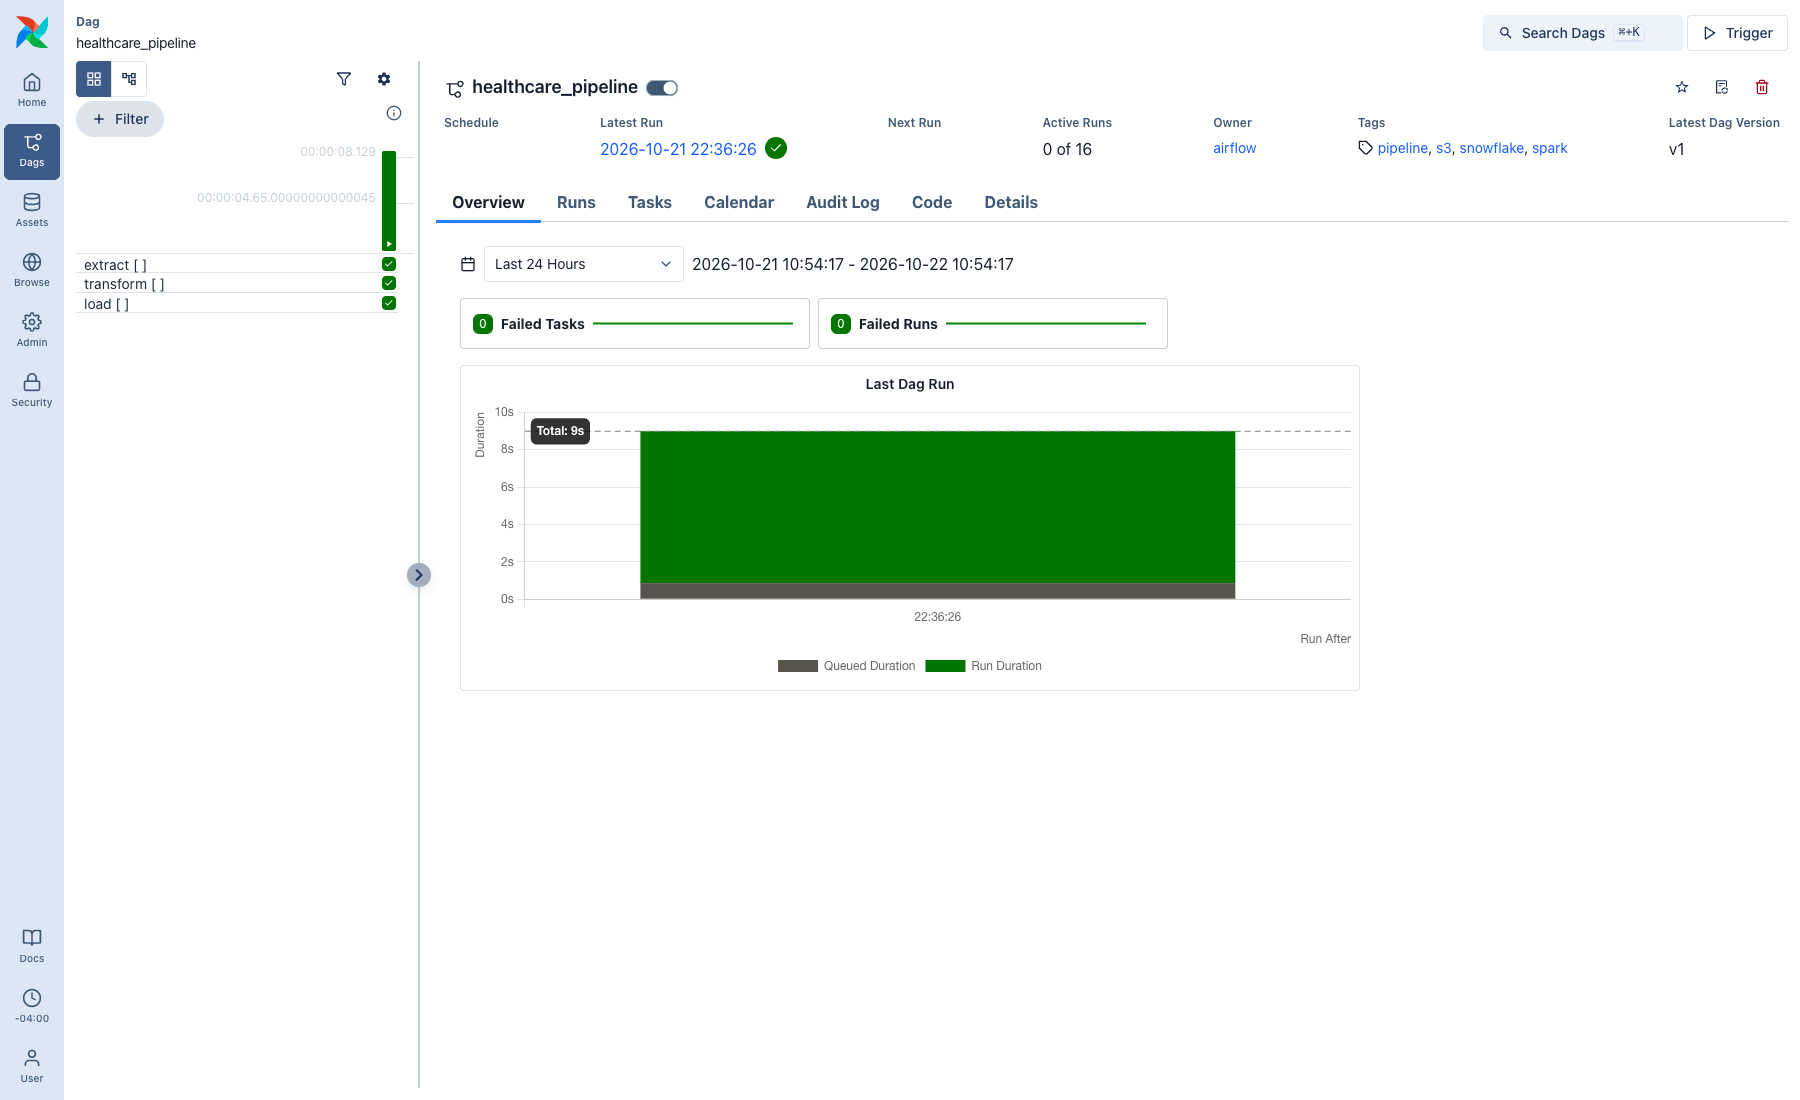 Dag
healthcare_pipeline
Search Dags ⌘+K
Trigger
Home
Dags
Assets
Browse
Admin
Security
Docs
-04:00
User
Filter
00:00:08.129
00:00:04.65.00000000000045
extract [ ]
transform [ ]
load [ ]
healthcare_pipeline
Schedule
Latest Run
2026-10-21 22:36:26
Next Run
Active Runs
0 of 16
Owner
airflow
Tags
pipeline, s3, snowflake, spark
Latest Dag Version
v1
Overview Runs Tasks Calendar Audit Log Code Details
Last 24 Hours 2026-10-21 10:54:17 - 2026-10-22 10:54:17
0 Failed Tasks
0 Failed Runs
Last Dag Run
Duration
10s
Total: 9s
8s
6s
4s
2s
0s
22:36:26
Run After
Queued Duration Run Duration